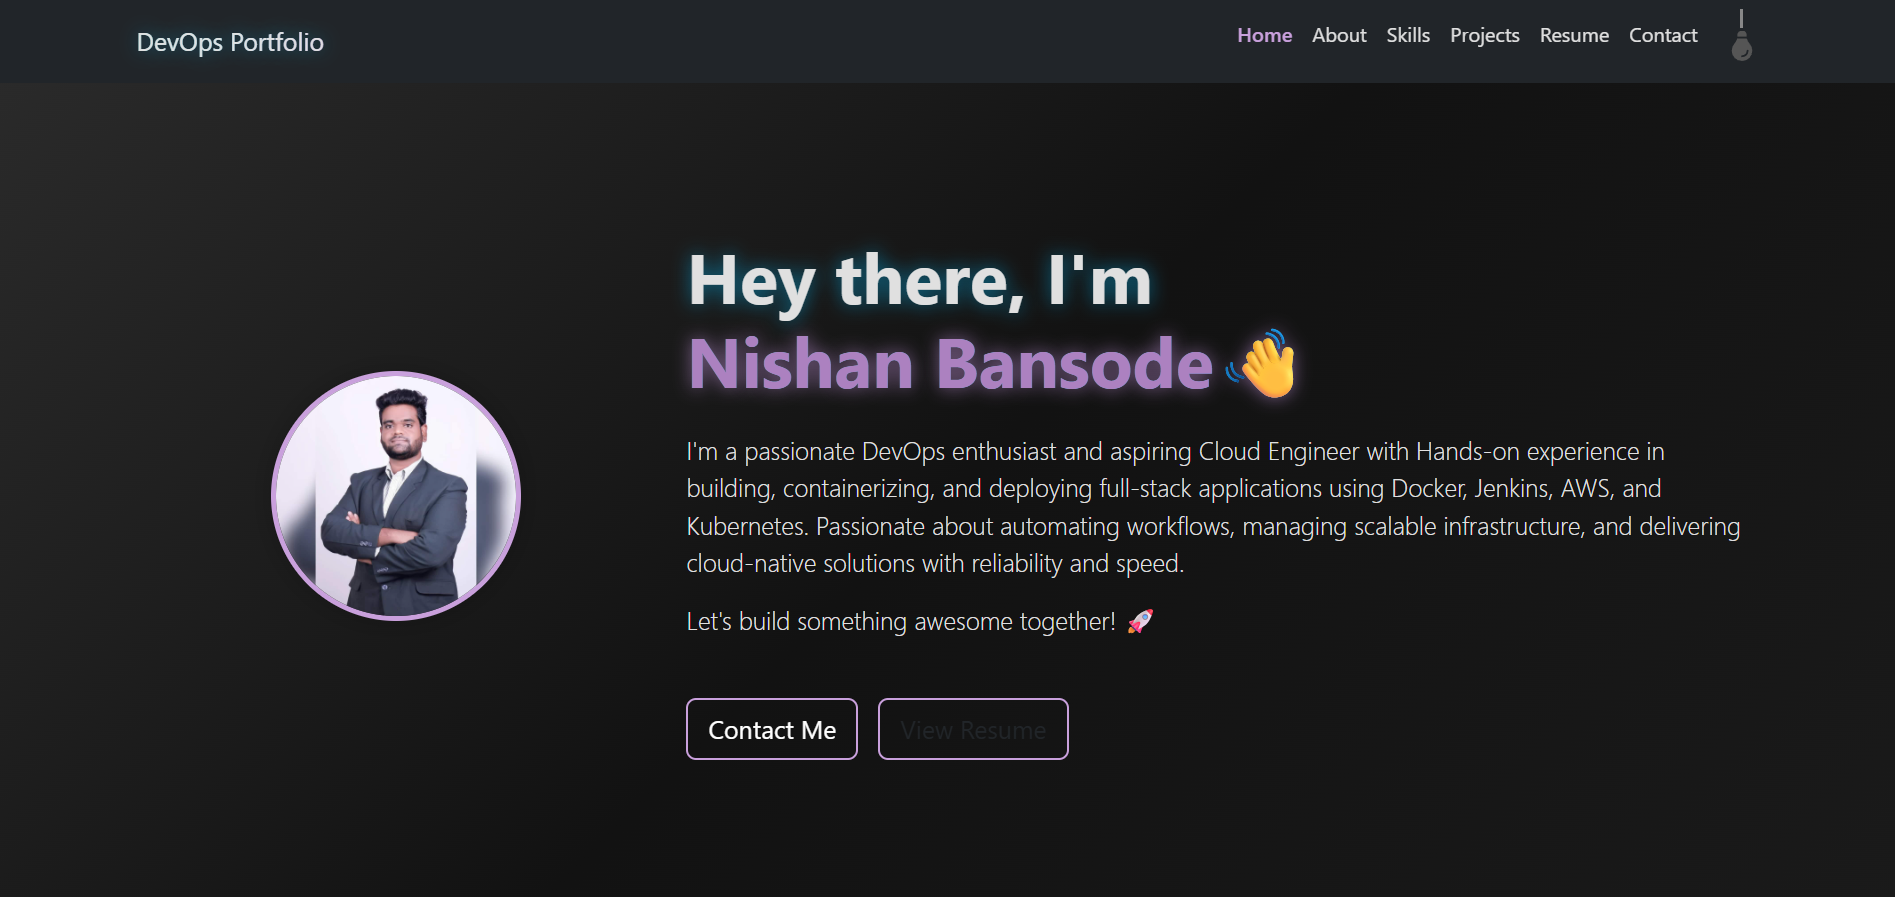 DevOps Portfolio
Home About Skills Projects Resume Contact
Hey there, I'm
Nishan Bansode 👋
I'm a passionate DevOps enthusiast and aspiring Cloud Engineer with Hands-on experience in
building, containerizing, and deploying full-stack applications using Docker, Jenkins, AWS, and
Kubernetes. Passionate about automating workflows, managing scalable infrastructure, and delivering
cloud-native solutions with reliability and speed.
Let's build something awesome together! 🚀
Contact Me
View Resume